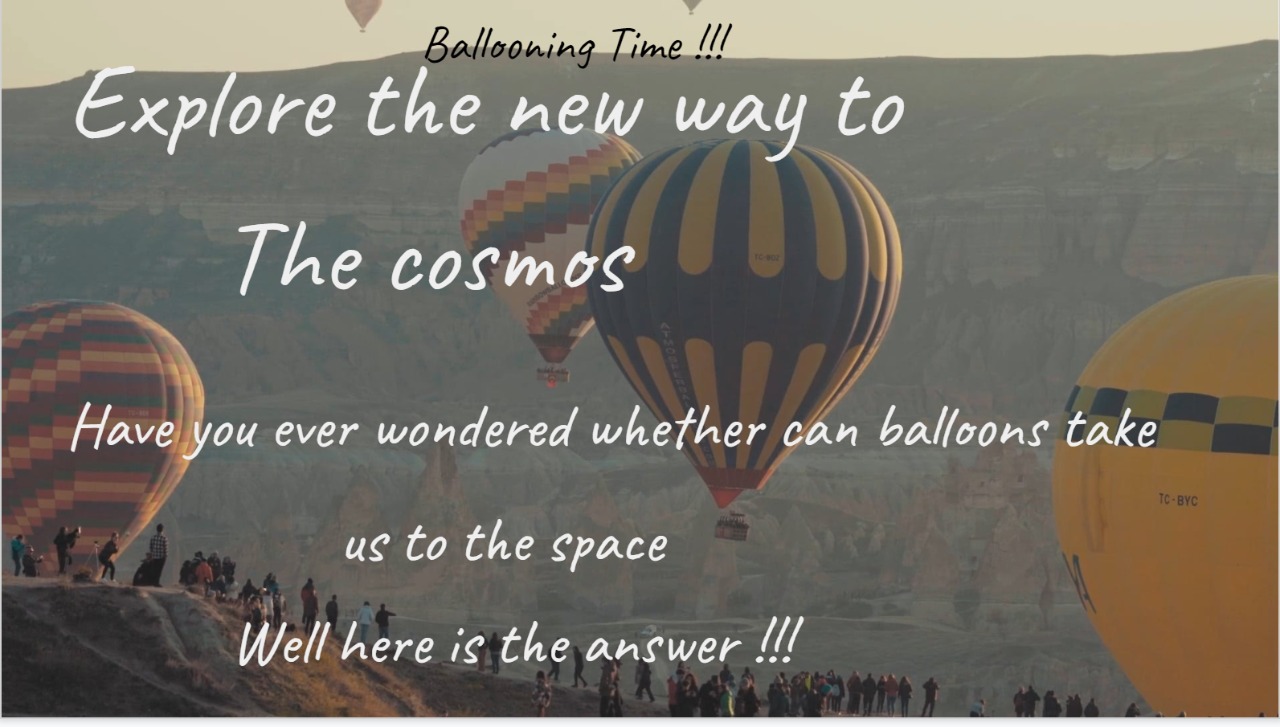 Ballooning Time !!!
Explore the new way to
The cosmos
Have you ever wondered whether can balloons take
us to the space
Well here is the answer !!!
TC-BYC